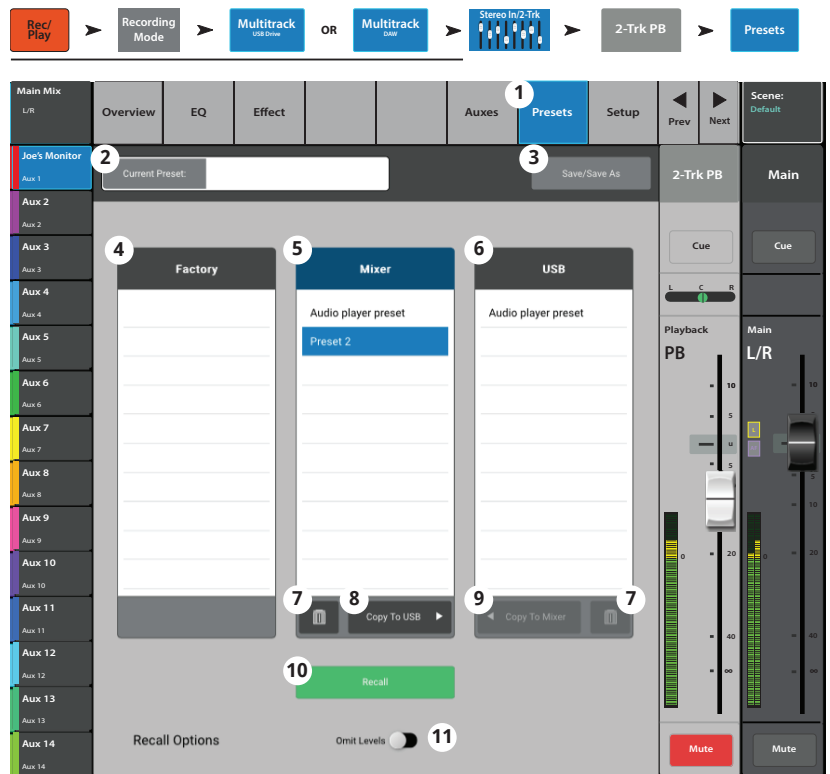 Rec/
Play
Recording
Mode
Multitrack
USB Drive
OR
Multitrack
DAW
Stereo In/2-Trk
2-Trk PB
Presets
Main Mix
L/R
Overview
EQ
Effect
Auxes
1
Presets
Setup
Prev
Next
Scene:
Default
Joe's Monitor
Aux 1
Aux 2
Aux 2
Aux 3
Aux 3
Aux 4
Aux 4
Aux 5
Aux 5
Aux 6
Aux 6
Aux 7
Aux 7
Aux 8
Aux 8
Aux 9
Aux 9
Aux 10
Aux 10
Aux 11
Aux 11
Aux 12
Aux 12
Aux 13
Aux 13
Aux 14
Aux 14
2
Current Preset:
3
Save/Save As
4
Factory
5
Mixer
Audio player preset
Preset 2
6
USB
Audio player preset
7
8
Copy To USB
9
Copy To Mixer
7
10
Recall
Recall Options
Omit Levels
11
2-Trk PB
Cue
L C R
Playback
PB
10
5
U
5
0
20
40
∞
Mute
Main
Cue
Main
L/R
L
10
5
5
10
0
20
40
∞
Mute